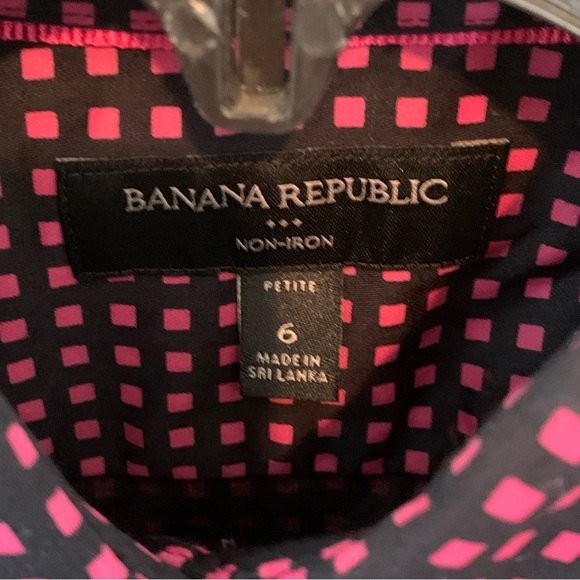 BANANA REPUBLIC
NON-IRON
PETITE
6
MADE IN
SRI LANKA